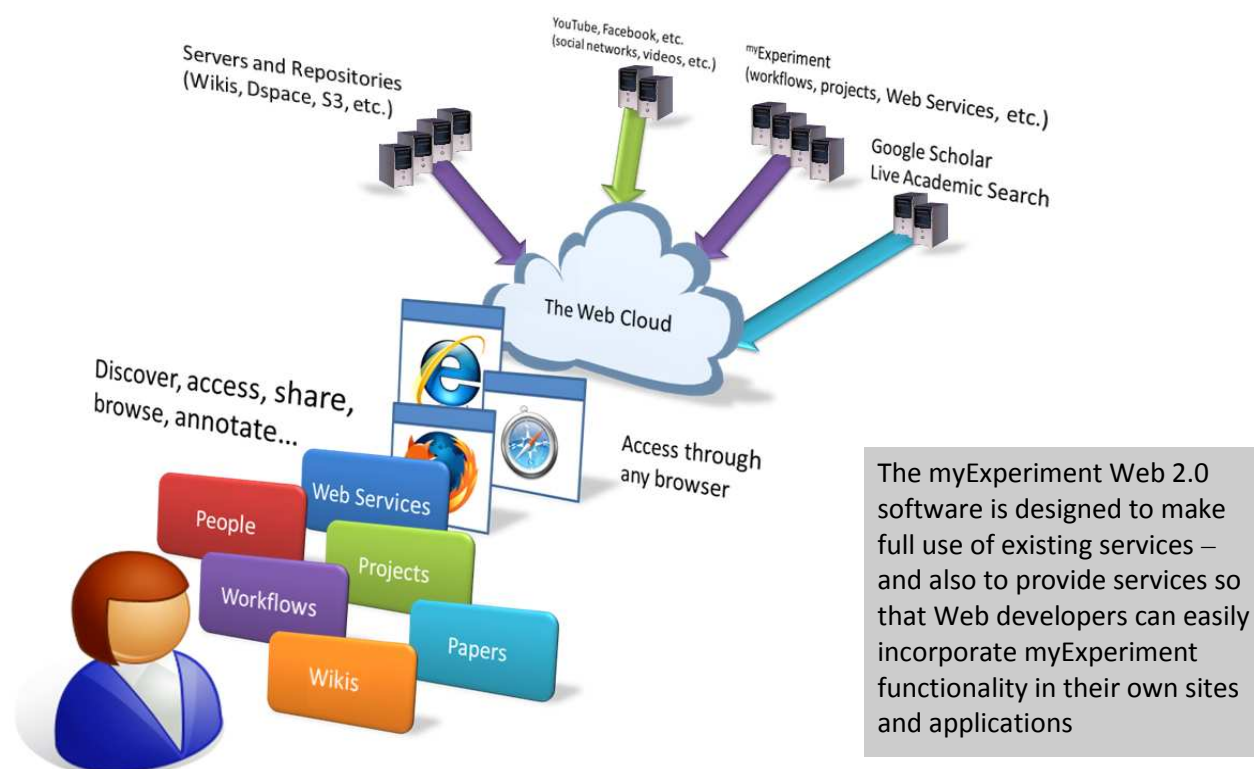 YouTube, Facebook, etc.
(social networks, videos, etc.)
Servers and Repositories
(Wikis, Dspace, S3, etc.)
myExperiment
(workflows, projects, Web Services, etc.)
Google Scholar
Live Academic Search
The Web Cloud
Discover, access, share,
browse, annotate...
Access through
any browser
Web Services
People
Projects
Workflows
Papers
Wikis
The myExperiment Web 2.0
software is designed to make
full use of existing services –
and also to provide services so
that Web developers can easily
incorporate myExperiment
functionality in their own sites
and applications